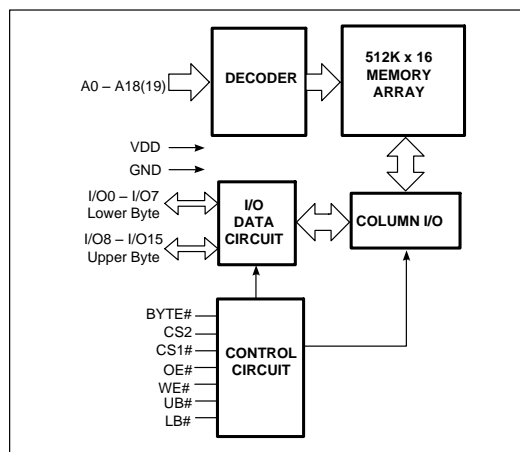 A0 – A18(19)
DECODER
512K x 16
MEMORY
ARRAY
VDD
GND
I/O0 – I/O7
Lower Byte
I/O8 – I/O15
Upper Byte
I/O
DATA
CIRCUIT
COLUMN I/O
BYTE#
CS2
CS1#
OE#
WE#
UB#
LB#
CONTROL
CIRCUIT